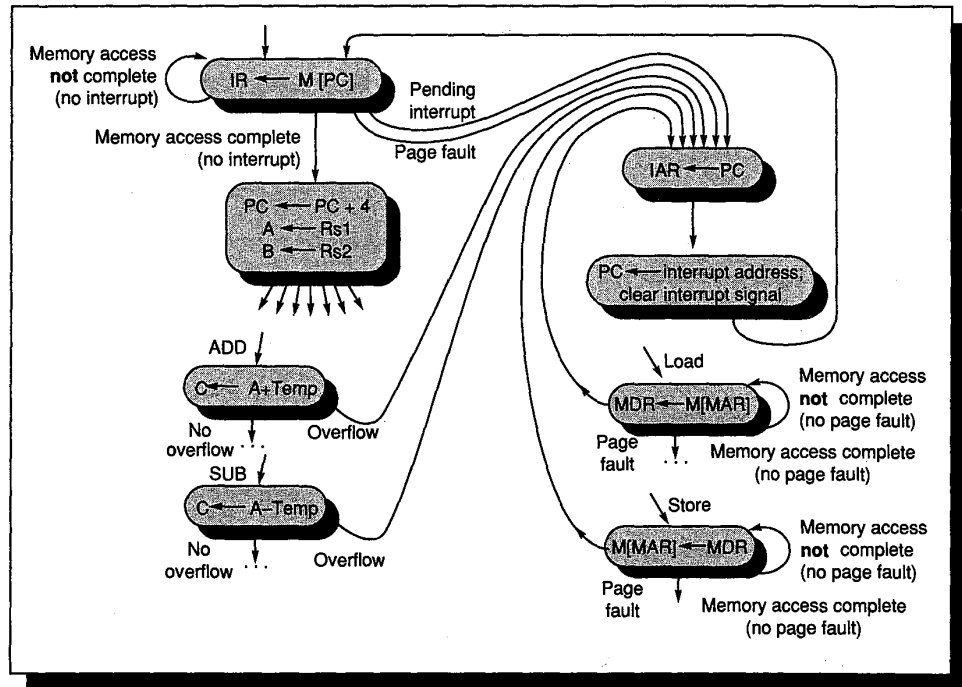 Memory access
not complete
(no interrupt)
IR ← M [PC]
Pending
interrupt
Page fault
Memory access complete
(no interrupt)
IAR ← PC
PC ← PC + 4
A ← Rs1
B ← Rs2
PC ← interrupt address;
clear interrupt signal
ADD
C ← A+Temp
No
overflow ...
Overflow
SUB
C ← A–Temp
No
overflow ...
Overflow
Load
MDR ← M[MAR]
Memory access
not complete
(no page fault)
Page
fault
...
Memory access complete
(no page fault)
Store
M[MAR] ← MDR
Memory access
not complete
(no page fault)
Page
fault
Memory access complete
(no page fault)